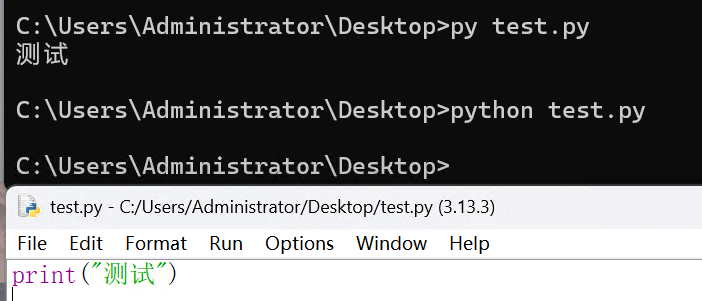 C:\Users\Administrator\Desktop>py test.py
测试
C:\Users\Administrator\Desktop>python test.py
C:\Users\Administrator\Desktop>
test.py - C:/Users/Administrator/Desktop/test.py (3.13.3)
File Edit Format Run Options Window Help
print("测试")